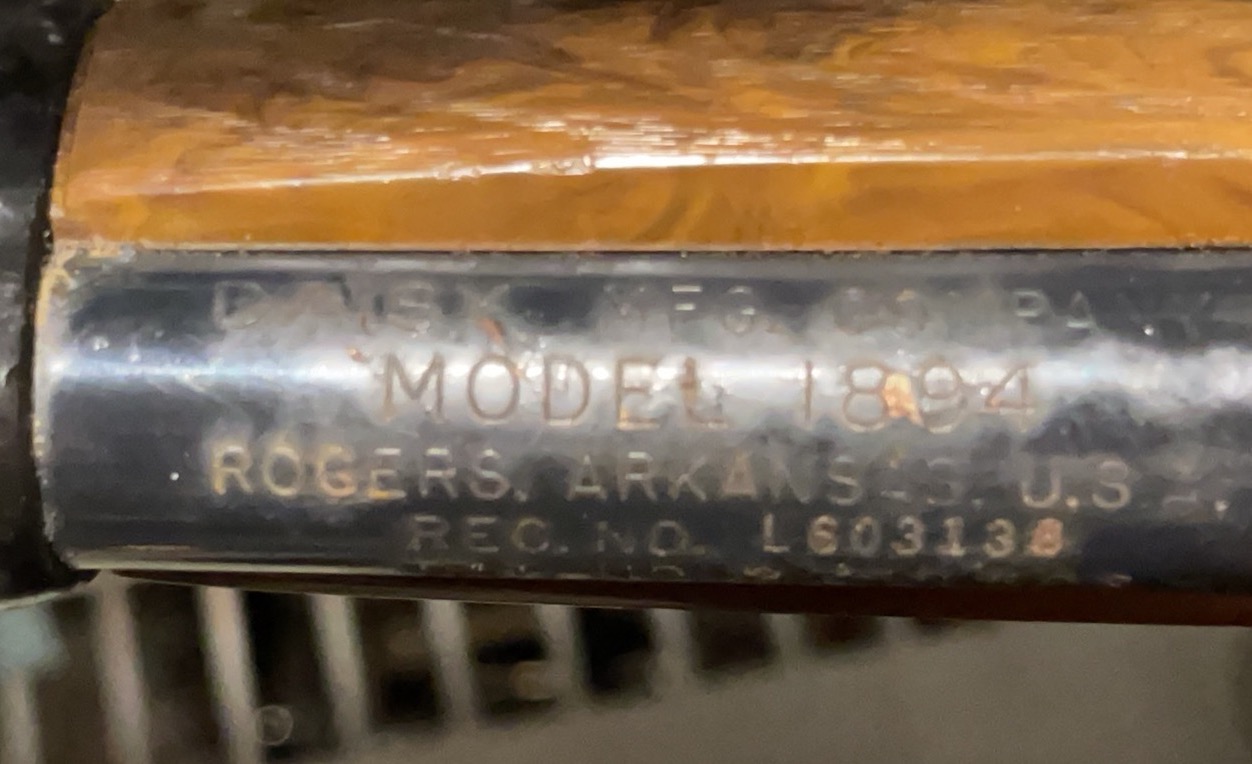 DAISY MFG. COMPANY
MODEL 1894
ROGERS, ARKANSAS, U.S.A.
REG. NO. L603138